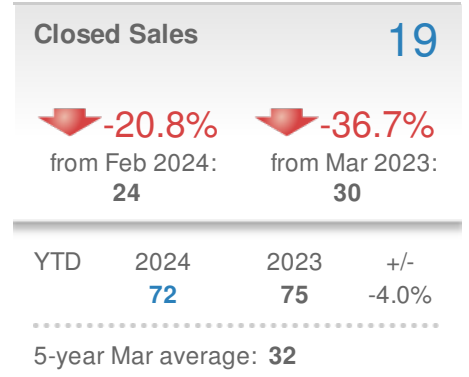 Closed Sales 19
-20.8% -36.7%
from Feb 2024: from Mar 2023:
24 30
YTD 2024 2023 +/-
72 75 -4.0%
5-year Mar average: 32